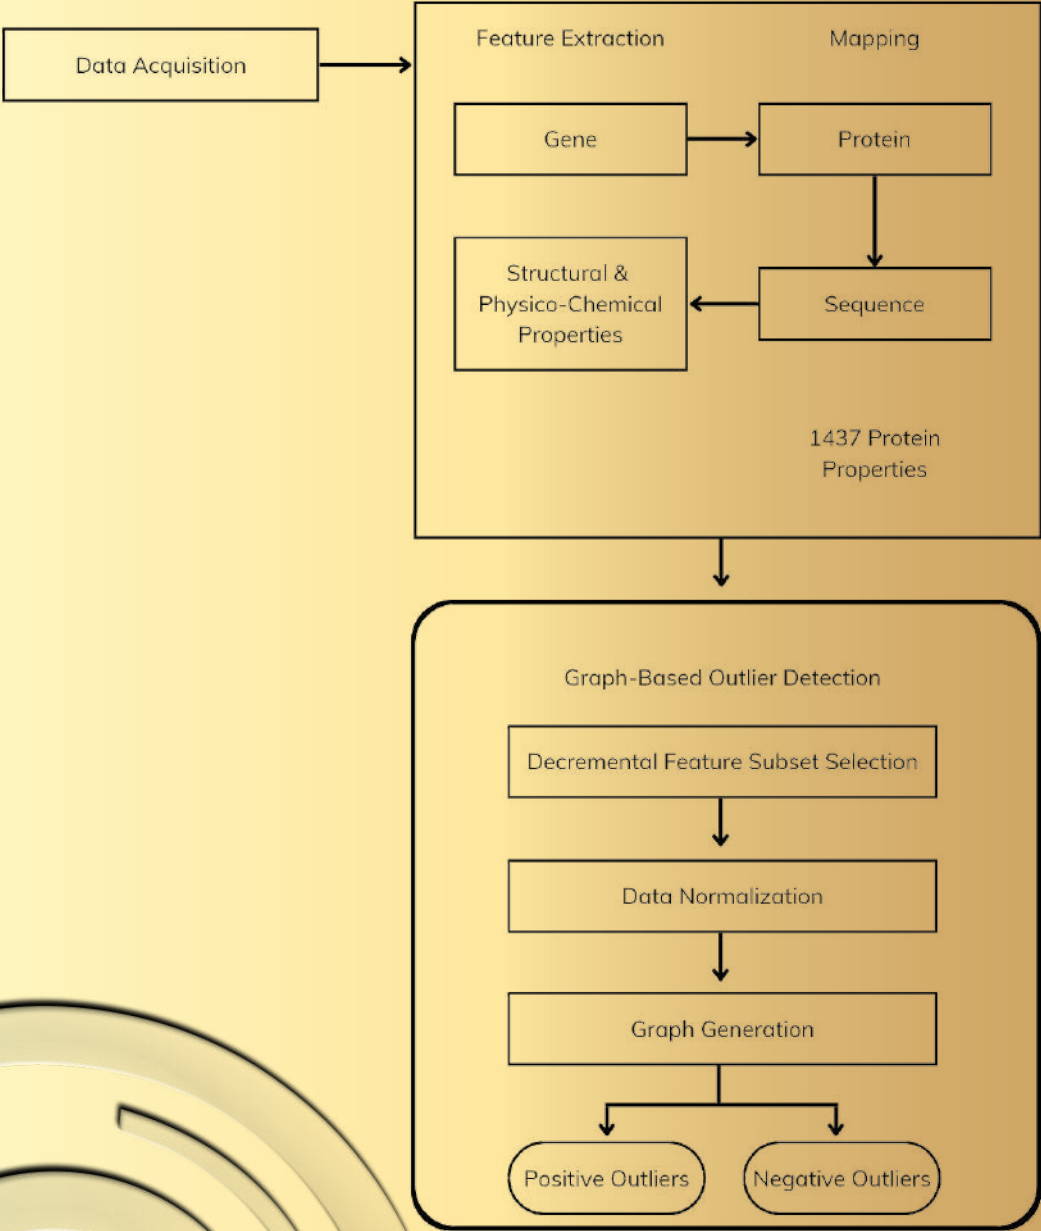 Data Acquisition
Feature Extraction
Mapping
Gene
Protein
Structural &
Physico-Chemical
Properties
Sequence
1437 Protein
Properties
Graph-Based Outlier Detection
Decremental Feature Subset Selection
Data Normalization
Graph Generation
Positive Outliers
Negative Outliers